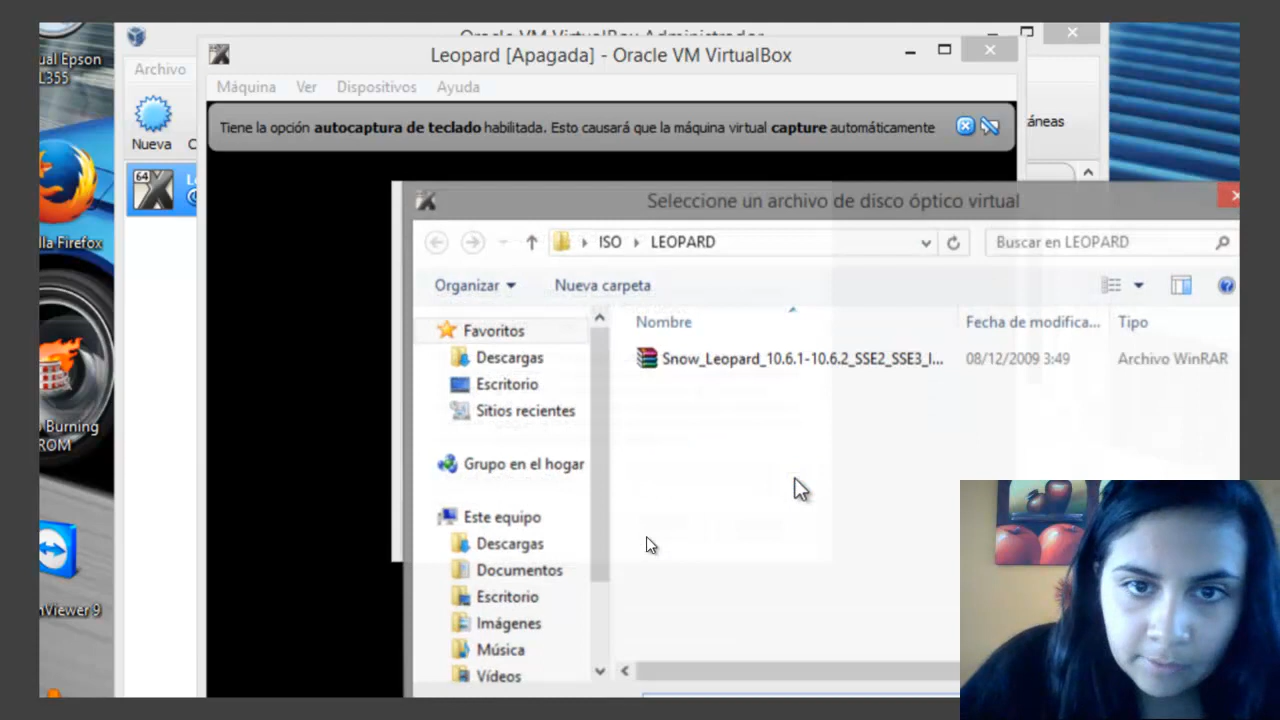 Oracle VM VirtualBox Administrador
Leopard [Apagada] - Oracle VM VirtualBox
ual Epson
L355
Archivo
Máquina Ver Dispositivos Ayuda
Tiene la opción autocaptura de teclado habilitada. Esto causará que la máquina virtual capture automáticamente
áneas
Nueva
64
Seleccione un archivo de disco óptico virtual
lla Firefox
ISO LEOPARD
Buscar en LEOPARD
Organizar
Nueva carpeta
Nombre
Fecha de modifica...
Tipo
Favoritos
Snow_Leopard_10.6.1-10.6.2_SSE2_SSE3_I...
08/12/2009 3:49
Archivo WinRAR
Descargas
Escritorio
Sitios recientes
Burning
ROM
Grupo en el hogar
Este equipo
Descargas
Documentos
Escritorio
Imágenes
mViewer 9
Música
Vídeos